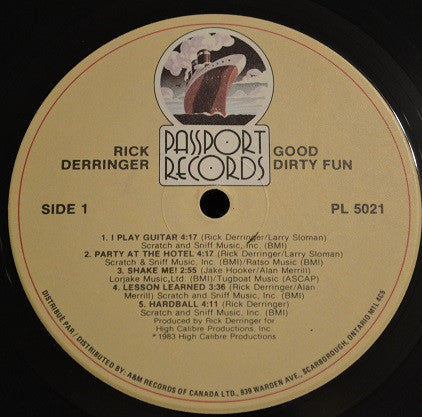 PASSPORT
RECORDS
RICK
DERRINGER
GOOD
DIRTY FUN
SIDE 1
PL 5021
1. I PLAY GUITAR 4:17 (Rick Derringer/Larry Sloman)
Scratch and Sniff Music, Inc. (BMI)
2. PARTY AT THE HOTEL 4:17 (Rick Derringer/Larry Sloman)
Scratch & Sniff Music, Inc. (BMI)/Ratso Music (BMI)
3. SHAKE ME! 2:55 (Jake Hooker/Alan Merrill)
Lorjake Music,Ltd. (BMI)/Tugboat Music (ASCAP)
4. LESSON LEARNED 3:36 (Rick Derringer/Alan
Merrill) Scratch and Sniff Music, Inc. (BMI)
5. HARDBALL 4:11 (Rick Derringer)
Scratch and Sniff Music, Inc. (BMI)
Produced by Rick Derringer for
High Calibre Productions, Inc
℗1983 High Calibre Productions
DISTRIBUÉ PAR / DISTRIBUTED BY: A&M RECORDS OF CANADA LTD., 939 WARDEN AVE., SCARBOROUGH, ONTARIO M1L 4C5